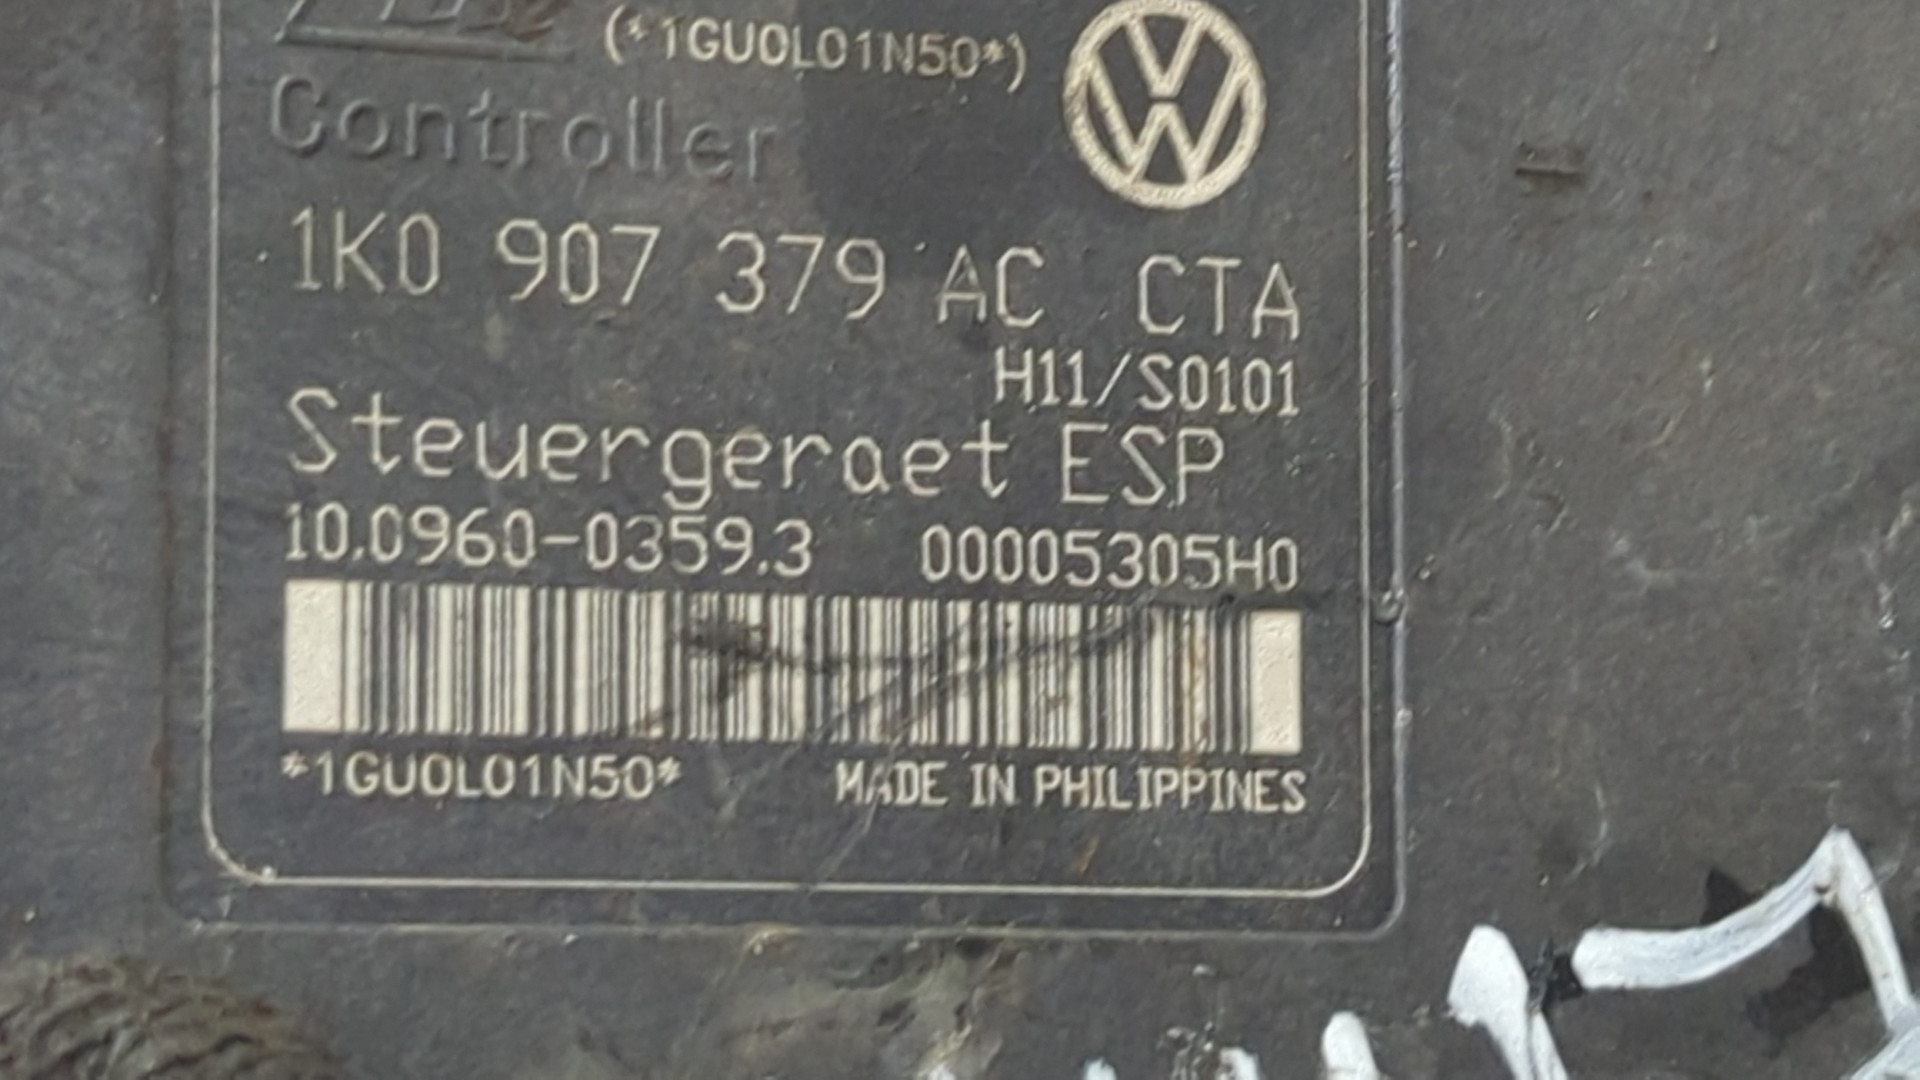 (*1GU0L01N50*)
Controller
1K0 907 379 AC CTA
H11/S0101
Steuergeraet ESP
10.0960-0359.3 00005305H0
*1GU0L01N50* MADE IN PHILIPPINES